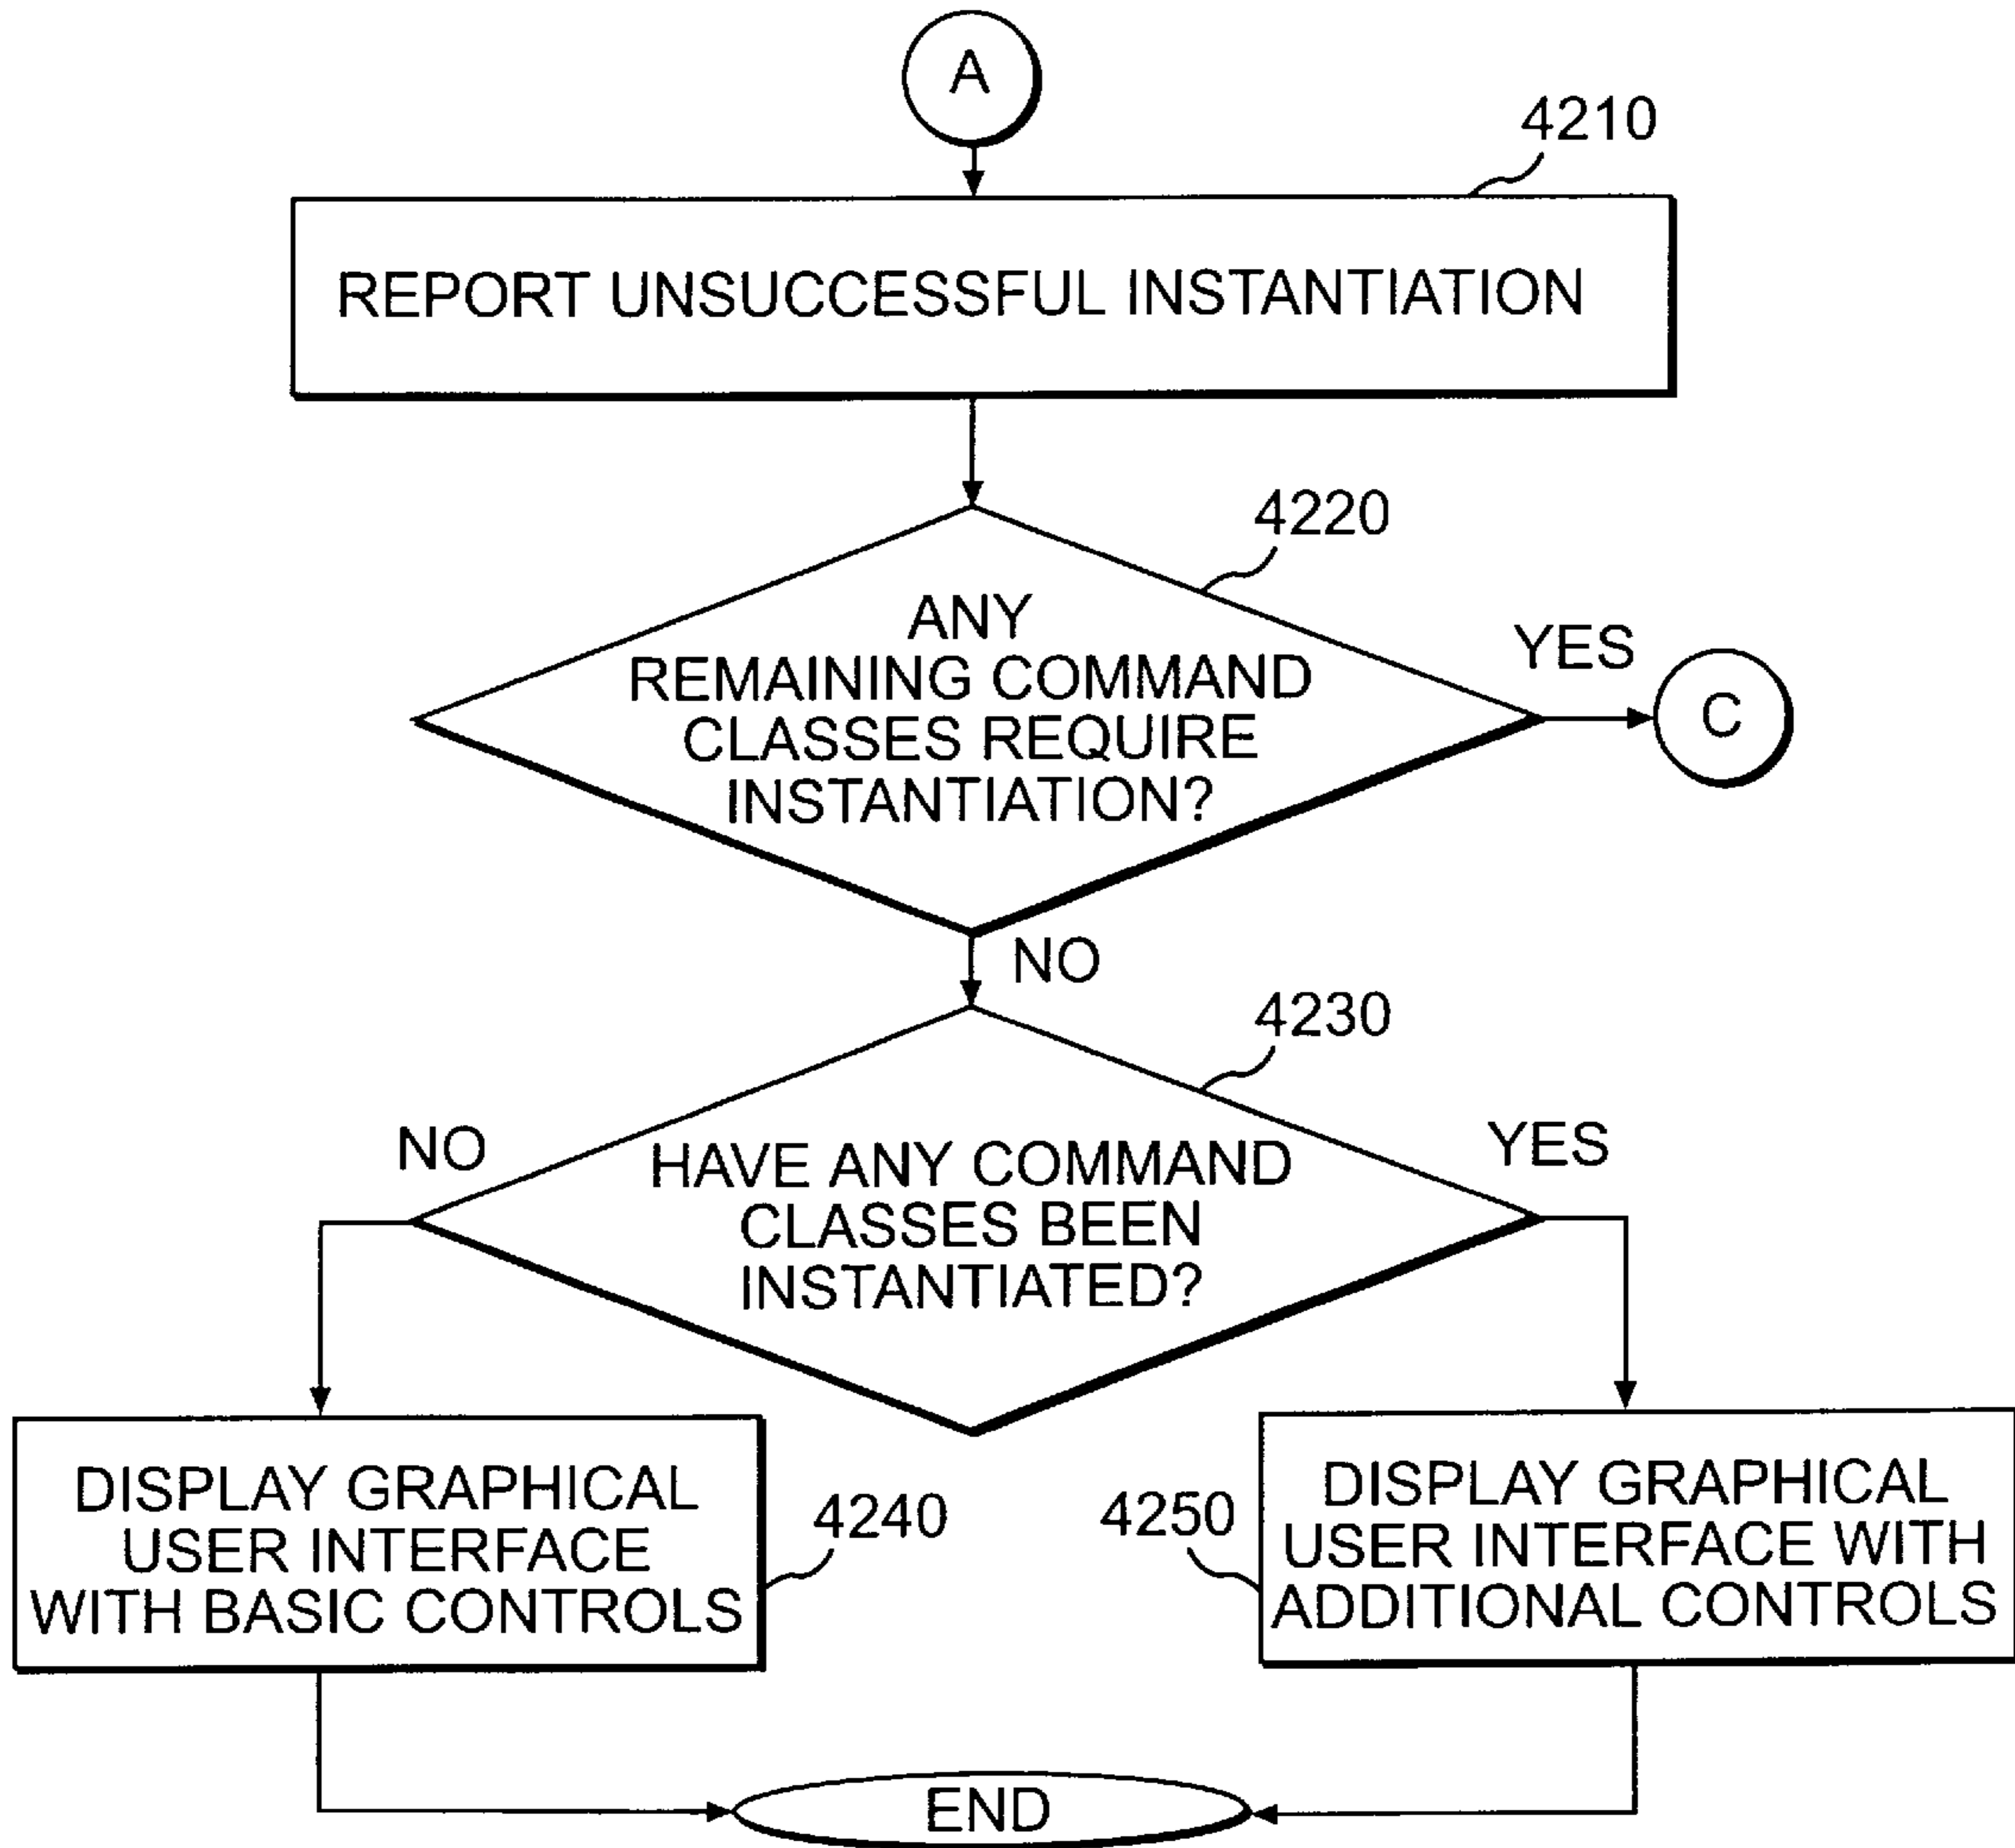 A
4210
REPORT UNSUCCESSFUL INSTANTIATION
4220
ANY
REMAINING COMMAND
CLASSES REQUIRE
INSTANTIATION?
YES
C
NO
4230
NO
HAVE ANY COMMAND
CLASSES BEEN
INSTANTIATED?
YES
DISPLAY GRAPHICAL
USER INTERFACE
WITH BASIC CONTROLS
4240
4250
DISPLAY GRAPHICAL
USER INTERFACE WITH
ADDITIONAL CONTROLS
END